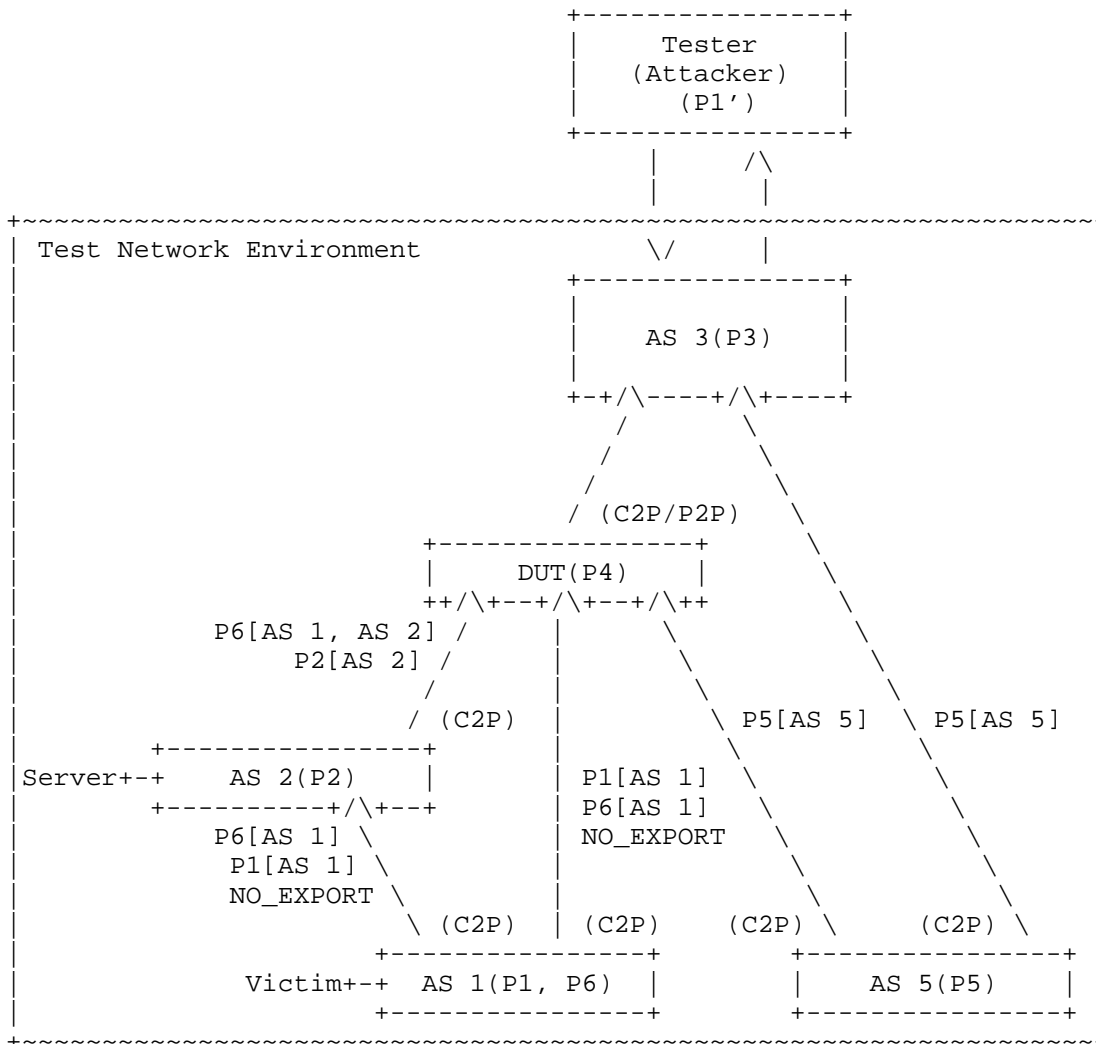 Tester
(Attacker)
(P1')
Test Network Environment
AS 3(P3)
(C2P/P2P)
DUT(P4)
P6[AS 1, AS 2]
P2[AS 2]
(C2P) P5[AS 5] P5[AS 5]
Server AS 2(P2) P1[AS 1]
P6[AS 1]
P6[AS 1] NO_EXPORT
P1[AS 1]
NO_EXPORT
(C2P) (C2P) (C2P) (C2P)
Victim AS 1(P1, P6) AS 5(P5)